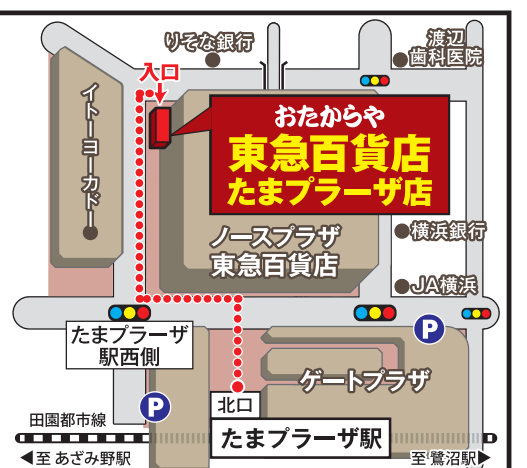 りそな銀行
渡辺
歯科医院
入口
イトーヨーカドー
おたからや
東急百貨店
たまプラーザ店
ノースプラザ
東急百貨店
横浜銀行
JA横浜
たまプラーザ
駅西側
P
ゲートプラザ
P
北口
田園都市線
たまプラーザ駅
至 あざみ野駅
至 鷺沼駅